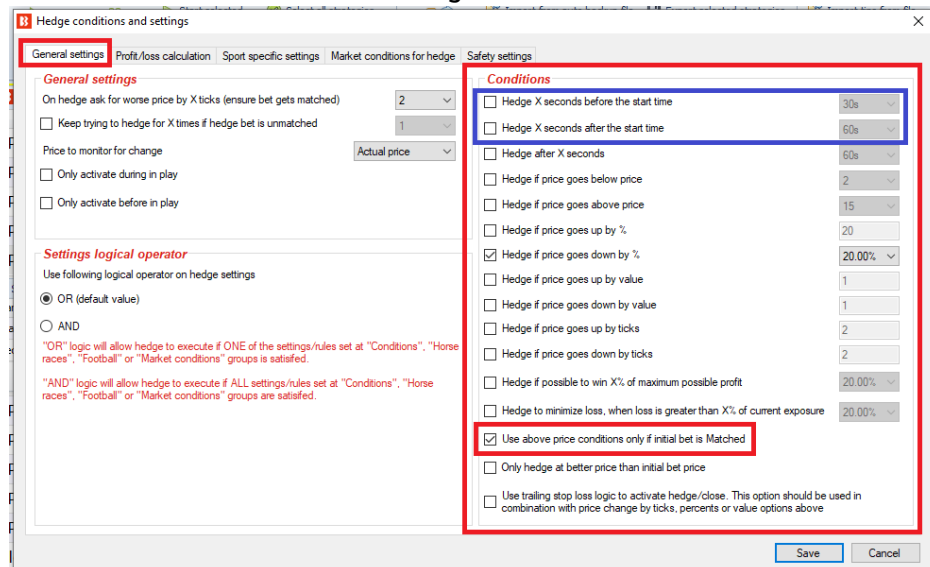 Hedge conditions and settings
General settings
Profit/loss calculation
Sport specific settings
Market conditions for hedge
Safety settings
General settings
On hedge ask for worse price by X ticks (ensure bet gets matched)
2
Keep trying to hedge for X times if hedge bet is unmatched
1
Price to monitor for change
Actual price
Only activate during in play
Only activate before in play
Settings logical operator
Use following logical operator on hedge settings
OR (default value)
AND
"OR" logic will allow hedge to execute if ONE of the settings/rules set at "Conditions", "Horse
races", "Football" or "Market conditions" groups is satisifed.
"AND" logic will allow hedge to execute if ALL settings/rules set at "Conditions", "Horse
races", "Football" or "Market conditions" groups are satisifed.
Conditions
Hedge X seconds before the start time
30s
Hedge X seconds after the start time
60s
Hedge after X seconds
60s
Hedge if price goes below price
2
Hedge if price goes above price
15
Hedge if price goes up by %
20
Hedge if price goes down by %
20.00%
Hedge if price goes up by value
1
Hedge if price goes down by value
1
Hedge if price goes up by ticks
2
Hedge if price goes down by ticks
2
Hedge if possible to win X% of maximum possible profit
20.00%
Hedge to minimize loss, when loss is greater than X% of current exposure
20.00%
Use above price conditions only if initial bet is Matched
Only hedge at better price than initial bet price
Use trailing stop loss logic to activate hedge/close. This option should be used in
combination with price change by ticks, percents or value options above
Save
Cancel